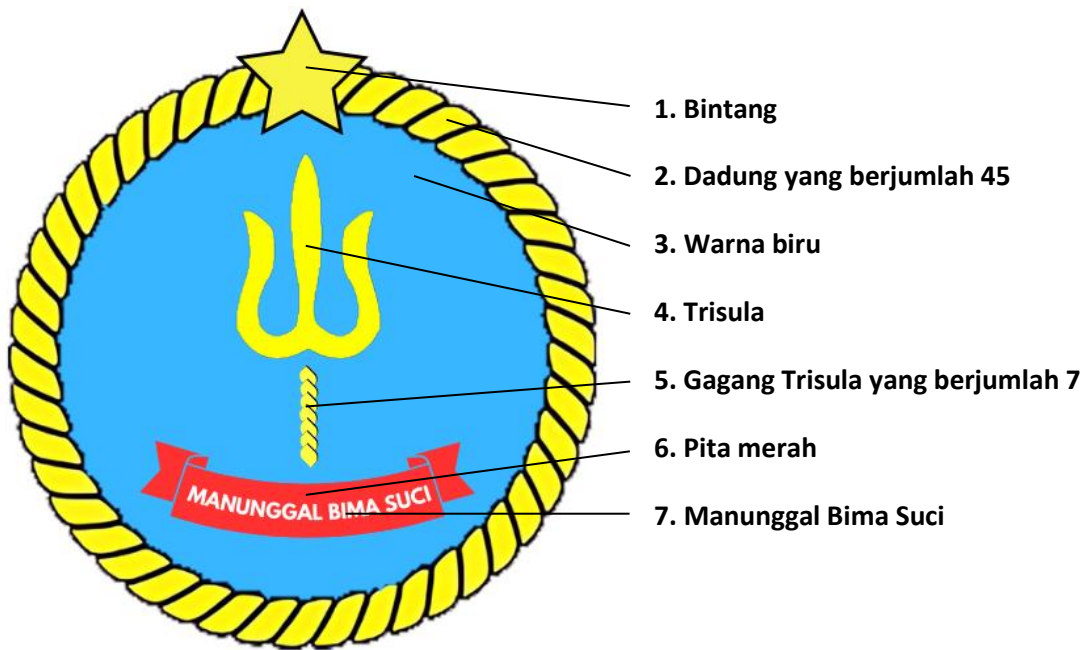 1. Bintang
2. Dadung yang berjumlah 45
3. Warna biru
4. Trisula
5. Gagang Trisula yang berjumlah 7
6. Pita merah
MANUNGGAL BIMA SUCI
7. Manunggal Bima Suci